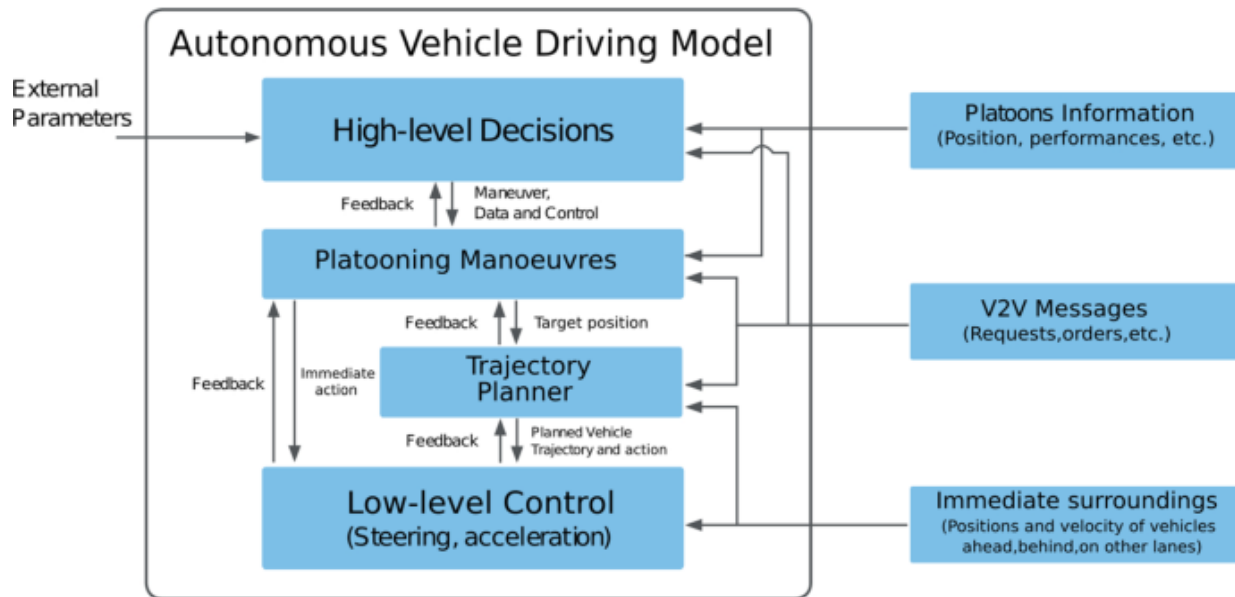 Autonomous Vehicle Driving Model
External
Parameters
High-level Decisions
Platoons Information
(Position, performances, etc.)
Feedback
Maneuver,
Data and Control
Platooning Manoeuvres
V2V Messages
(Requests,orders,etc.)
Feedback
Target position
Feedback
Immediate
action
Trajectory
Planner
Feedback
Planned Vehicle
Trajectory and action
Low-level Control
(Steering, acceleration)
Immediate surroundings
(Positions and velocity of vehicles
ahead,behind,on other lanes)